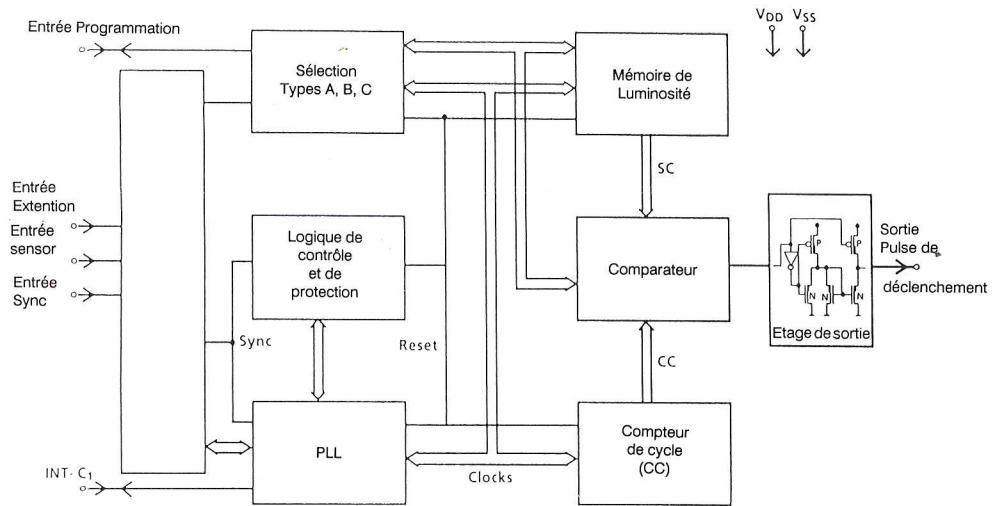 Entrée Programmation
V_DD V_SS
Sélection
Types A, B, C
Mémoire de
Luminosité
SC
Entrée
Extention
Entrée
sensor
Entrée
Sync
Logique de
contrôle
et de
protection
Comparateur
P
P
N
N
N
Etage de sortie
Sortie
Pulse de
déclenchement
Sync
Reset
CC
PLL
Compteur
de cycle
(CC)
INT-C₁
Clocks